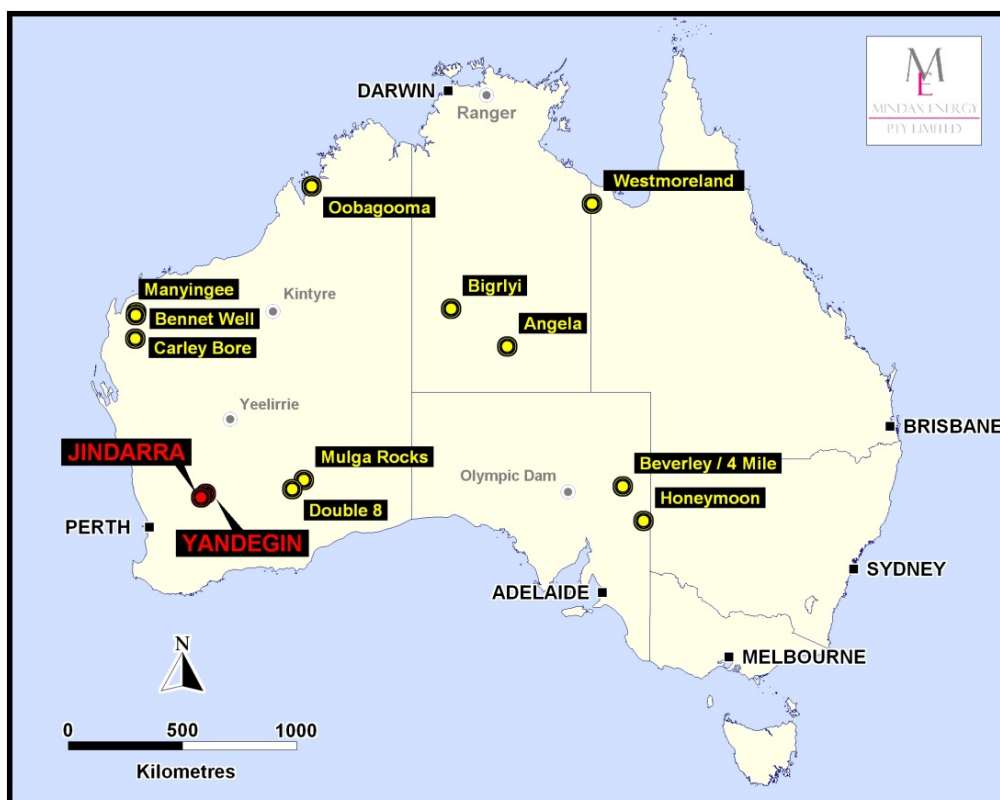 DARWIN
Ranger
ME
MINDAX ENERGY
PTY LIMITED
Westmoreland
Oobagooma
Manyingee
Bennet Well
Carley Bore
Kintyre
Bigrlyi
Angela
Yeelirrie
BRISBANE
JINDARRA
Mulga Rocks
Double 8
Olympic Dam
Beverley / 4 Mile
Honeymoon
PERTH
YANDEGIN
SYDNEY
ADELAIDE
MELBOURNE
N
0 500 1000
Kilometres